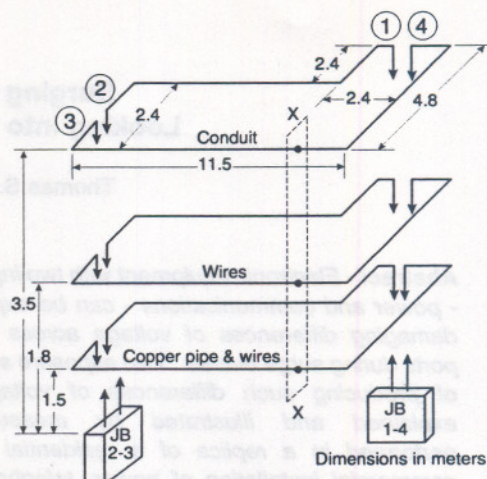 1 4
2.4
2
2.4
2.4
4.8
3
X
Conduit
11.5
Wires
3.5
1.8
Copper pipe & wires
1.5
X
JB
2-3
JB
1-4
Dimensions in meters